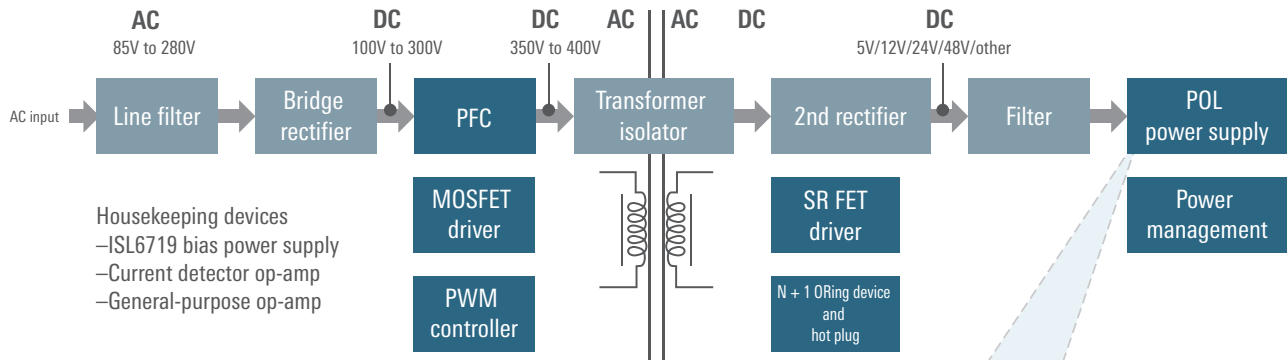 AC
DC
DC
AC
AC
DC
DC
85V to 280V
100V to 300V
350V to 400V
5V/12V/24V/48V/other
AC input
Line filter
Bridge
rectifier
PFC
Transformer
isolator
2nd rectifier
Filter
POL
power supply
Housekeeping devices
–ISL6719 bias power supply
–Current detector op-amp
–General-purpose op-amp
MOSFET
driver
SR FET
driver
Power
management
PWM
controller
N + 1 ORing device
and
hot plug